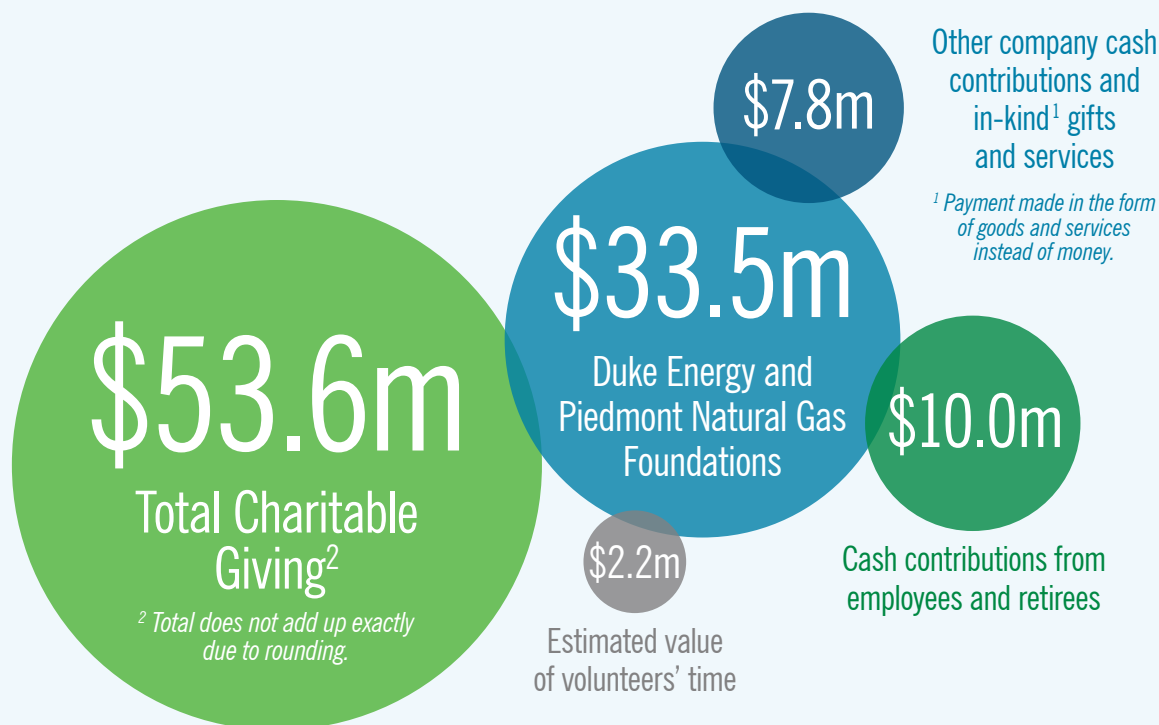 $53.6m
Total Charitable
Giving²
² Total does not add up exactly
due to rounding.
$33.5m
Duke Energy and
Piedmont Natural Gas
Foundations
$7.8m
Other company cash
contributions and
in-kind¹ gifts
and services
¹ Payment made in the form
of goods and services
instead of money.
$10.0m
Cash contributions from
employees and retirees
$2.2m
Estimated value
of volunteers’ time